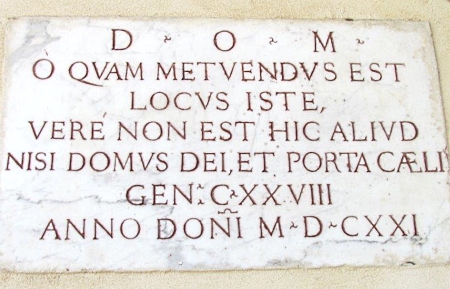 D ~ O ~ M ~
O QVAM METVENDVS EST
LOCVS ISTE,
VERÈ NON EST HIC ALIVD
NISI DOMVS DEI, ET PORTA CÆLI
GEN: C~XXVIII
ANNO DOÑI M~D~CXXI